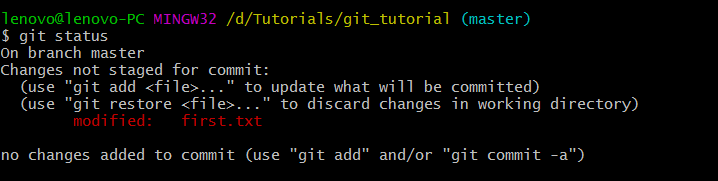 lenovo@lenovo-PC MINGW32 /d/Tutorials/git_tutorial (master)
$ git status
On branch master
Changes not staged for commit:
  (use "git add <file>..." to update what will be committed)
  (use "git restore <file>..." to discard changes in working directory)
        modified:   first.txt

no changes added to commit (use "git add" and/or "git commit -a")